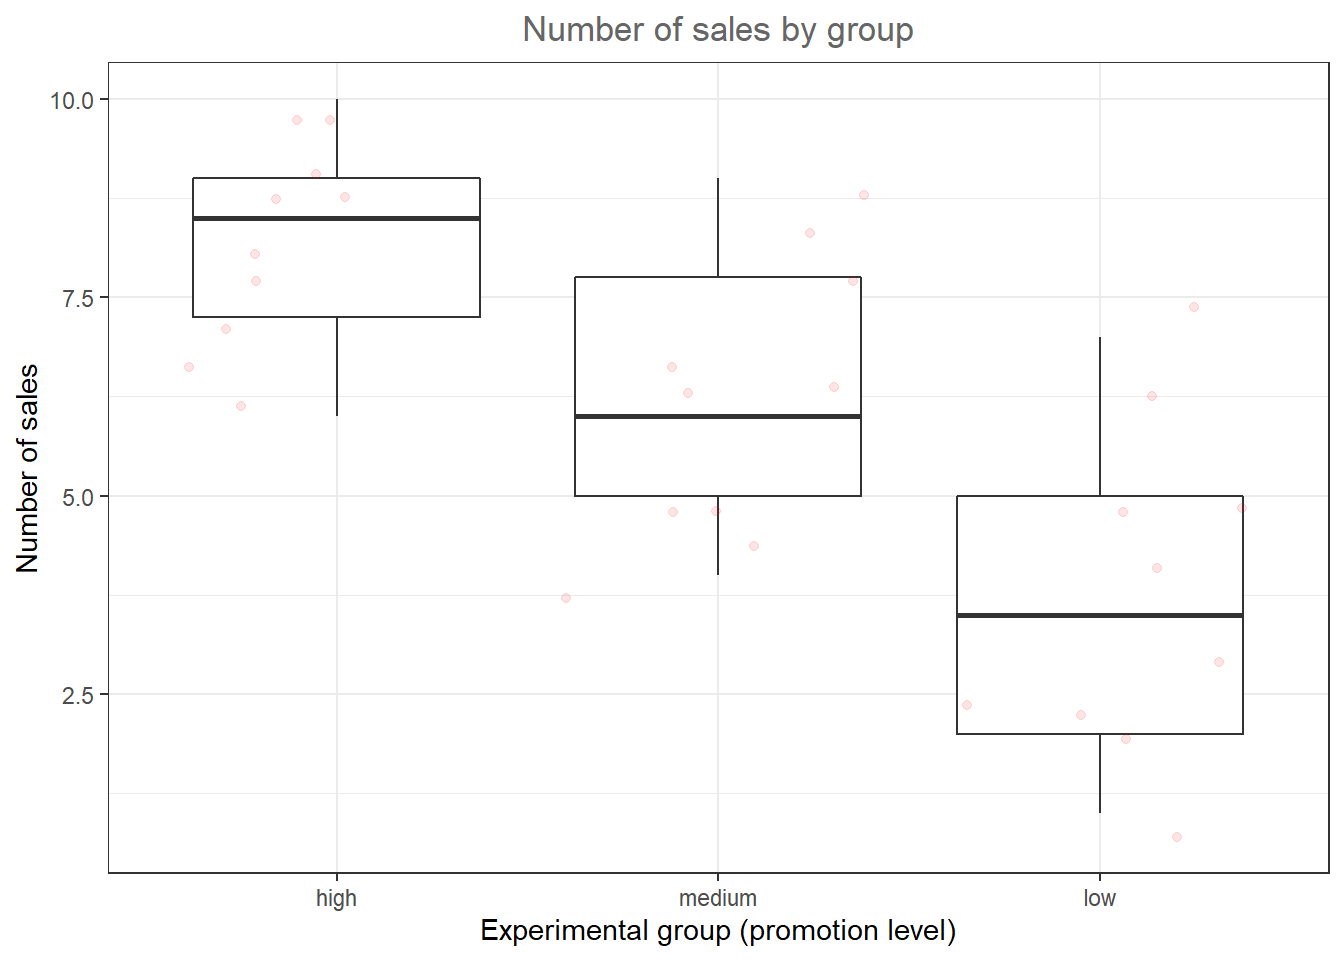 Number of sales by group
Number of sales
10.0
7.5
5.0
2.5
high
medium
low
Experimental group (promotion level)